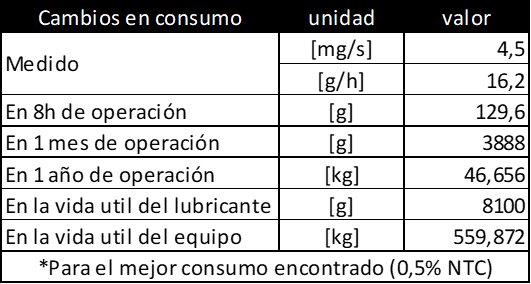 Cambios en consumo unidad valor
Medido [mg/s] 4,5
[g/h] 16,2
En 8h de operación [g] 129,6
En 1 mes de operación [g] 3888
En 1 año de operación [kg] 46,656
En la vida util del lubricante [g] 8100
En la vida util del equipo [kg] 559,872
*Para el mejor consumo encontrado (0,5% NTC)